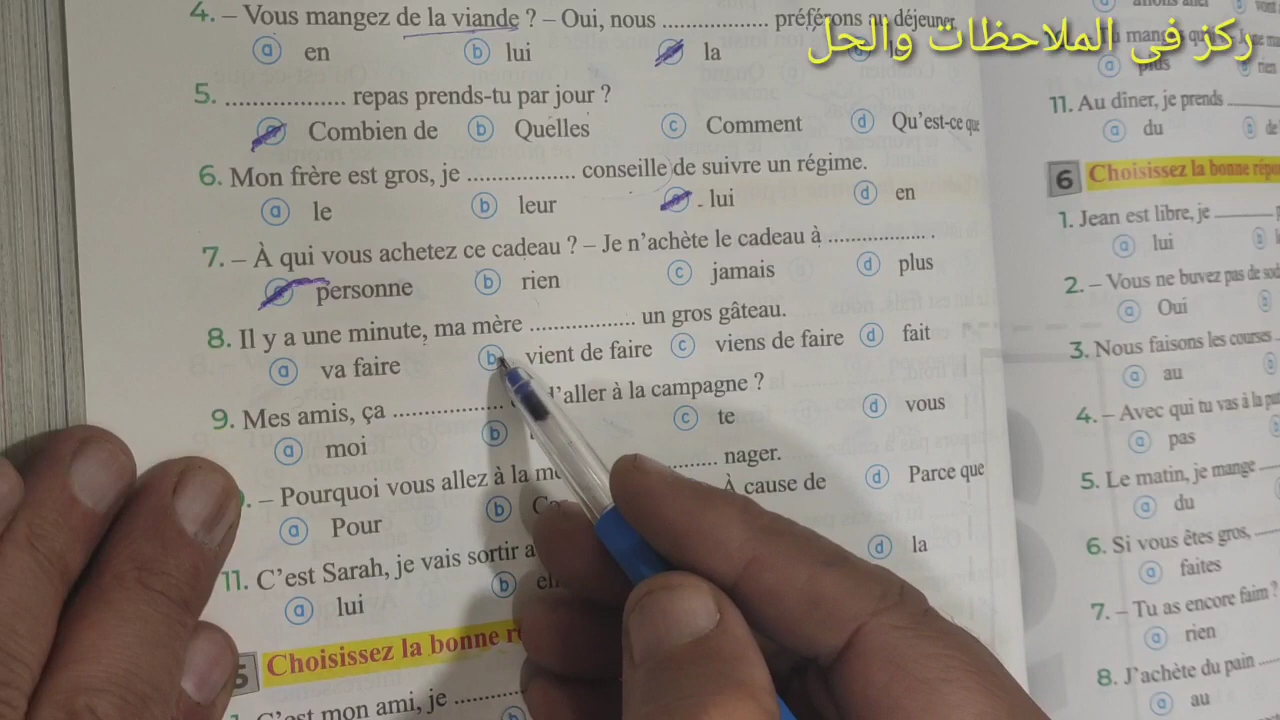 ركز فى الملاحظات والحل
4. – Vous mangez de la viande ? – Oui, nous .................. préférons au déjeuner
a en b lui c la d
5. .................... repas prends-tu par jour ?
a Combien de b Quelles c Comment d Qu'est-ce que
6. Mon frère est gros, je .................. conseille de suivre un régime.
a le b leur c . lui d en
7. – À qui vous achetez ce cadeau ? – Je n'achète le cadeau à .................. .
a personne b rien c jamais d plus
8. Il y a une minute, ma mère .................. un gros gâteau.
a va faire b vient de faire c viens de faire d fait
9. Mes amis, ça .................. d'aller à la campagne ?
a moi b c te d vous
– Pourquoi vous allez à la .................. nager.
a Pour b À cause de d Parce que
11. C'est Sarah, je vais sortir a
a lui b d la
5 Choisissez la bonne
C'est mon ami, je ..................
Tu mang
a plus b rien
11. Au dîner, je prends
a du b de
6 Choisissez la bonne répo
1. Jean est libre, je
a lui
2. – Vous ne buvez pas de
a Oui
3. Nous faisons les courses
a au
4. – Avec qui tu vas à la
a pas
5. Le matin, je mange
a du
6. Si vous êtes gros,
a faites
7. – Tu as encore faim ?
a rien
8. J'achète du pain
a au